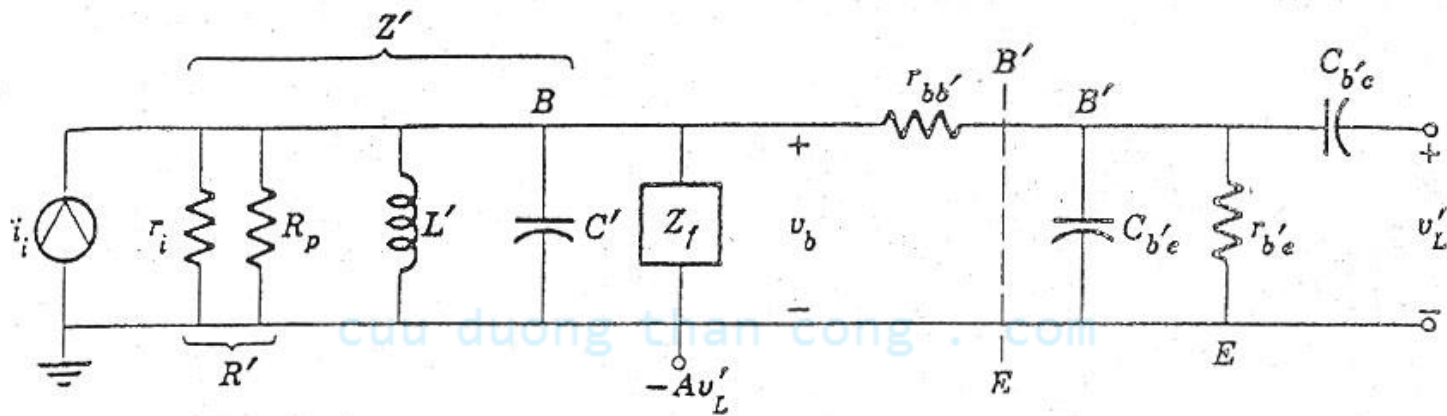 Z'
B
r_{bb'}
B'
B'
C_{b'c}
i_i
r_i
R_p
L'
C'
Z_f
+
v_b
−
C_{b'e}
r_{b'e}
+
v'_L
−
R'
−Av'_L
E
E
cuu duong than cong . com